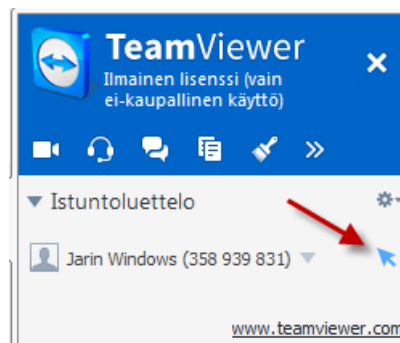 TeamViewer
Ilmainen lisenssi (vain
ei-kaupallinen käyttö)
Istuntoluettelo
Jarin Windows (358 939 831)
www.teamviewer.com